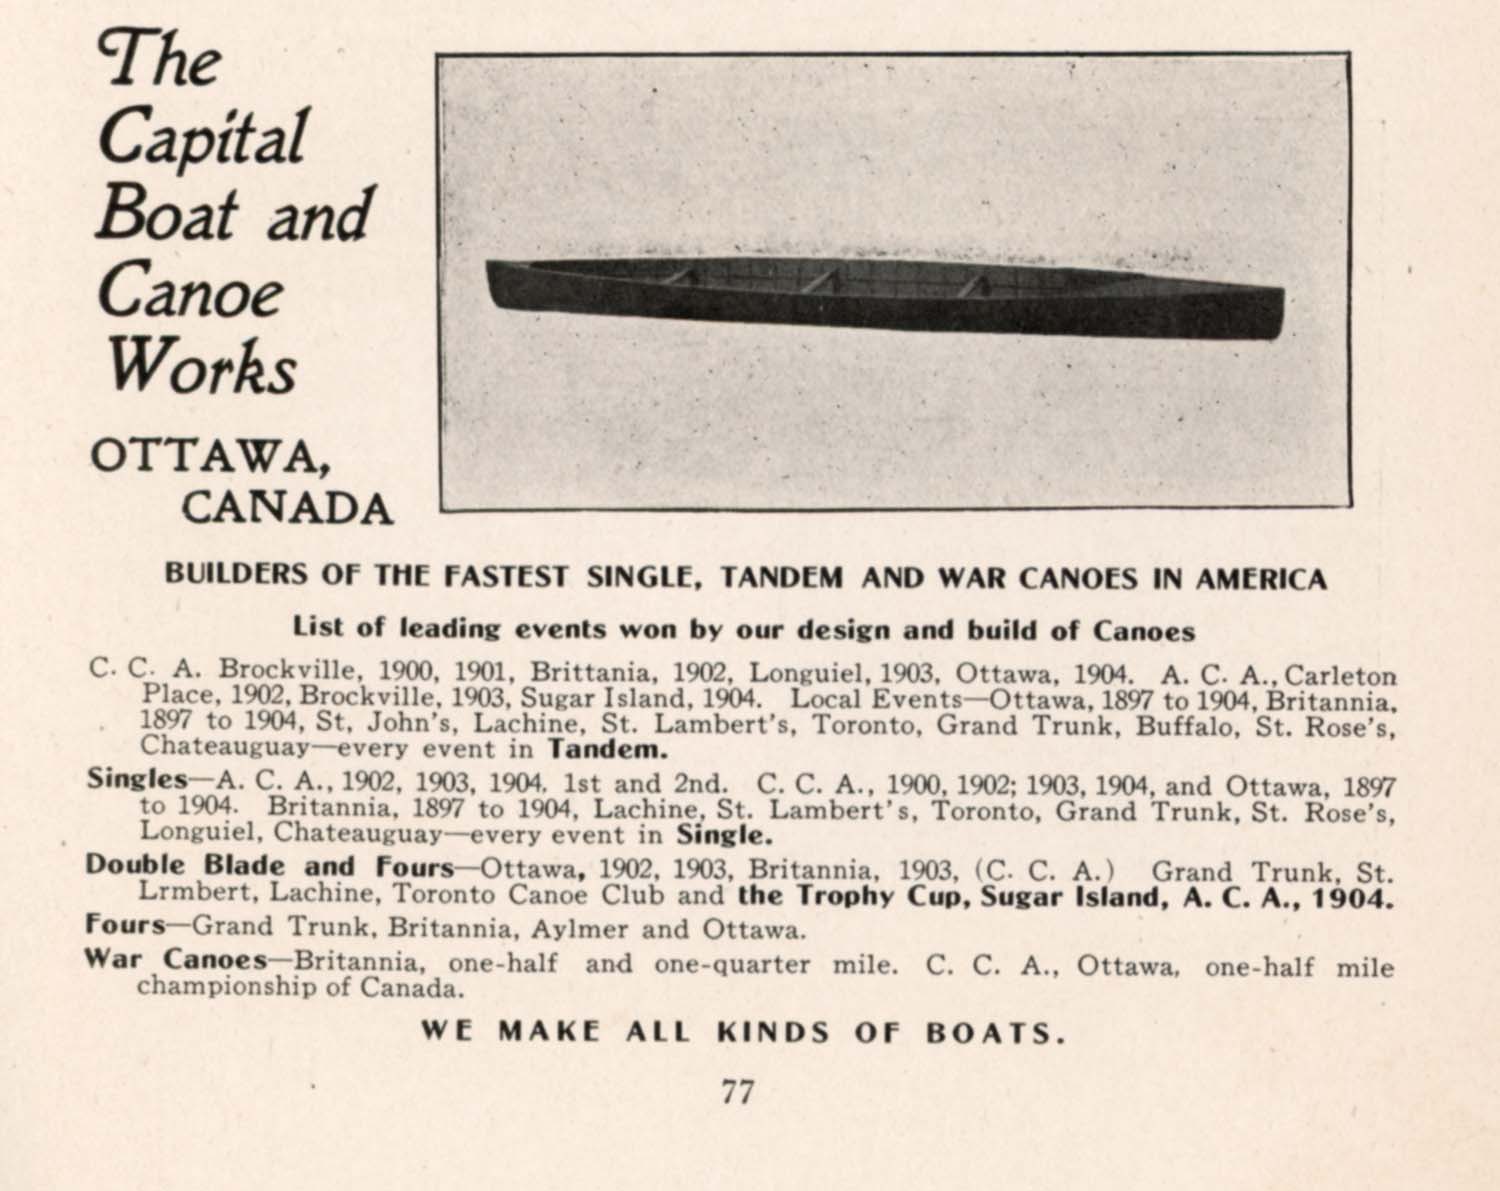 The
Capital
Boat and
Canoe
Works
OTTAWA,
CANADA
BUILDERS OF THE FASTEST SINGLE, TANDEM AND WAR CANOES IN AMERICA
List of leading events won by our design and build of Canoes
C. C. A. Brockville, 1900, 1901, Brittania, 1902, Longuiel, 1903, Ottawa, 1904. A. C. A., Carleton
Place, 1902, Brockville, 1903, Sugar Island, 1904. Local Events—Ottawa, 1897 to 1904, Britannia,
1897 to 1904, St, John's, Lachine, St. Lambert's, Toronto, Grand Trunk, Buffalo, St. Rose's,
Chateauguay—every event in Tandem.
Singles—A. C. A., 1902, 1903, 1904, 1st and 2nd. C. C. A., 1900, 1902; 1903, 1904, and Ottawa, 1897
to 1904. Britannia, 1897 to 1904, Lachine, St. Lambert's, Toronto, Grand Trunk, St. Rose's,
Longuiel, Chateauguay—every event in Single.
Double Blade and Fours—Ottawa, 1902, 1903, Britannia, 1903, (C. C. A.) Grand Trunk, St.
Lrmbert, Lachine, Toronto Canoe Club and the Trophy Cup, Sugar Island, A. C. A., 1904.
Fours—Grand Trunk, Britannia, Aylmer and Ottawa.
War Canoes—Britannia, one-half and one-quarter mile. C. C. A., Ottawa, one-half mile
championship of Canada.
WE MAKE ALL KINDS OF BOATS.
77